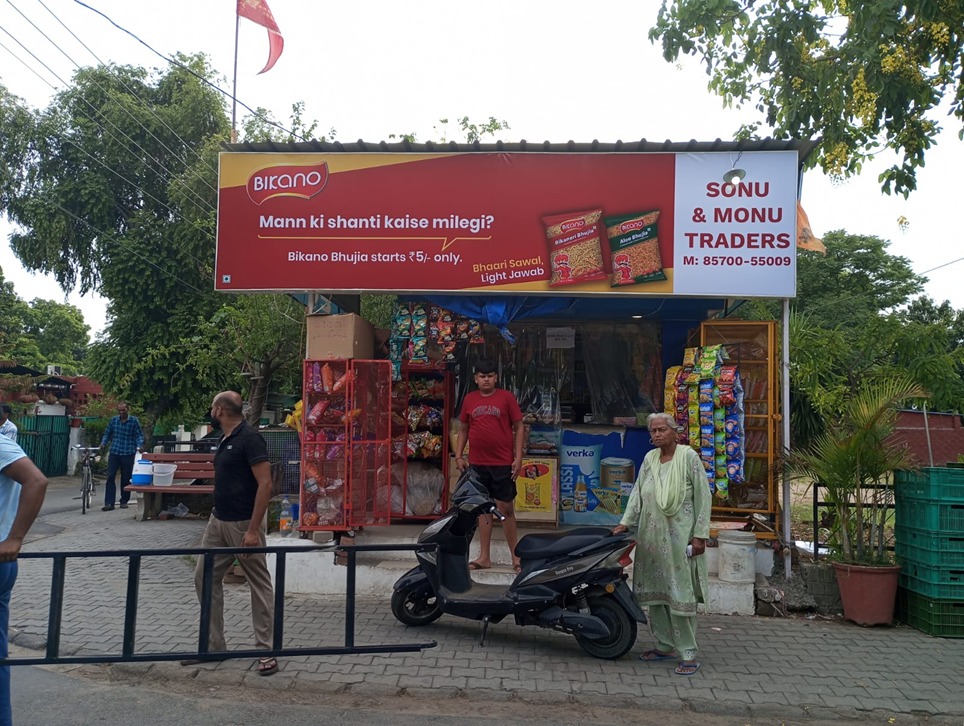 BIKANO
Mann ki shanti kaise milegi?
Bikano Bhujia starts ₹5/- only.
Bhaari Sawal,
Light Jawab
BIKANO
Bikaneri Bhujia
BIKANO
Aloo Bhujia
SONU
& MONU
TRADERS
M: 85700-55009
CHICAGO
verka
LASSI